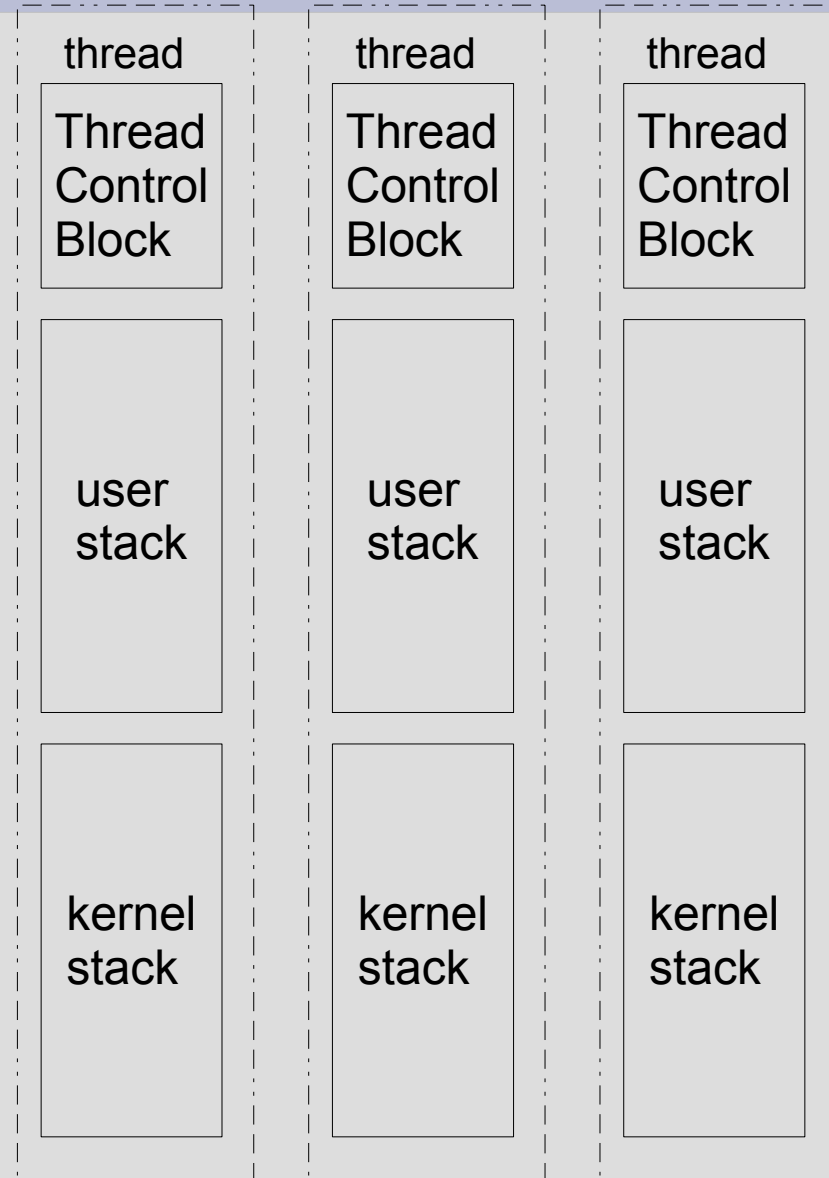 thread
Thread
Control
Block
user
stack
kernel
stack
thread
Thread
Control
Block
user
stack
kernel
stack
thread
Thread
Control
Block
user
stack
kernel
stack